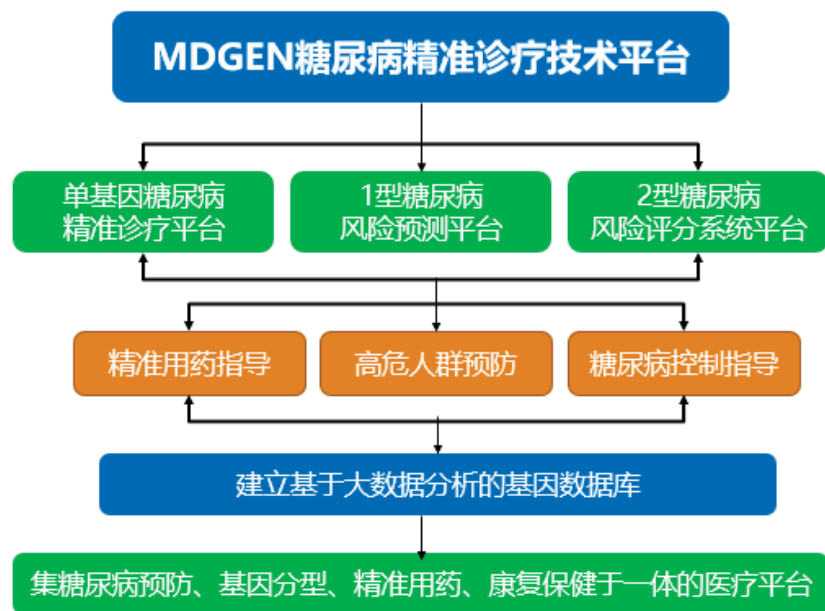 MDGEN糖尿病精准诊疗技术平台
单基因糖尿病
精准诊疗平台
1型糖尿病
风险预测平台
2型糖尿病
风险评分系统平台
精准用药指导
高危人群预防
糖尿病控制指导
建立基于大数据分析的基因数据库
集糖尿病预防、基因分型、精准用药、康复保健于一体的医疗平台